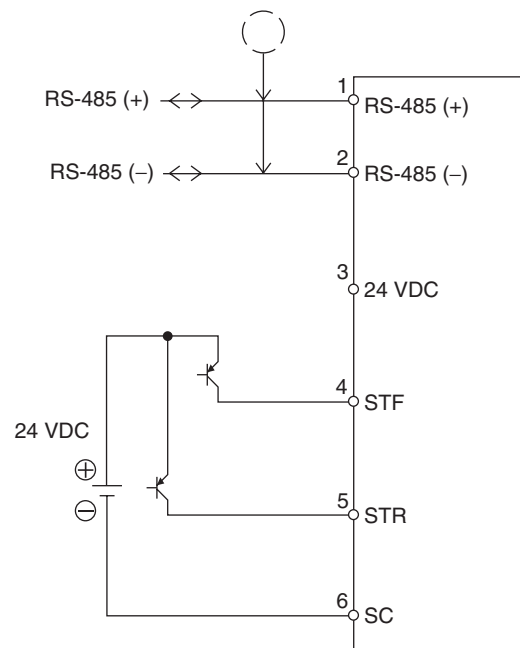 1
RS-485 (+)
RS-485 (+)
2
RS-485 (−)
RS-485 (−)
3
24 VDC
4
STF
24 VDC
+
−
5
STR
6
SC